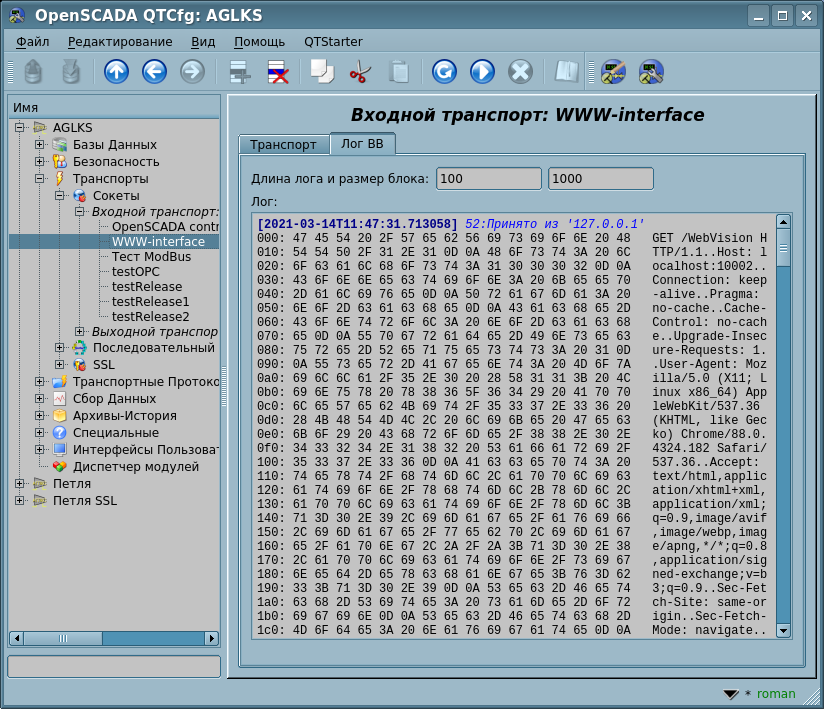 OpenSCADA QTCfg: AGLKS
Файл Редактирование Вид Помощь QTStarter
Имя
AGLKS
Базы Данных
Безопасность
Транспорты
Сокеты
Входной транспорт:
OpenSCADA contr
WWW-interface
Тест ModBus
testOPC
testRelease
testRelease1
testRelease2
Выходной транспор
Последовательный
SSL
Транспортные Протоко
Сбор Данных
Архивы-История
Специальные
Интерфейсы Пользоват
Диспетчер модулей
Петля
Петля SSL
Входной транспорт: WWW-interface
Транспорт Лог ВВ
Длина лога и размер блока: 100 1000
Лог:
[2021-03-14T11:47:31.713058] 52:Принято из '127.0.0.1'
000: 47 45 54 20 2F 57 65 62 56 69 73 69 6F 6E 20 48 GET /WebVision H
010: 54 54 50 2F 31 2E 31 0D 0A 48 6F 73 74 3A 20 6C TTP/1.1..Host: l
020: 6F 63 61 6C 68 6F 73 74 3A 31 30 30 30 32 0D 0A ocalhost:10002..
030: 43 6F 6E 6E 65 63 74 69 6F 6E 3A 20 6B 65 65 70 Connection: keep
040: 2D 61 6C 69 76 65 0D 0A 50 72 61 67 6D 61 3A 20 -alive..Pragma: 
050: 6E 6F 2D 63 61 63 68 65 0D 0A 43 61 63 68 65 2D no-cache..Cache-
060: 43 6F 6E 74 72 6F 6C 3A 20 6E 6F 2D 63 61 63 68 Control: no-cach
070: 65 0D 0A 55 70 67 72 61 64 65 2D 49 6E 73 65 63 e..Upgrade-Insec
080: 75 72 65 2D 52 65 71 75 65 73 74 73 3A 20 31 0D ure-Requests: 1.
090: 0A 55 73 65 72 2D 41 67 65 6E 74 3A 20 4D 6F 7A .User-Agent: Moz
0a0: 69 6C 6C 61 2F 35 2E 30 20 28 58 31 31 3B 20 4C illa/5.0 (X11; L
0b0: 69 6E 75 78 20 78 38 36 5F 36 34 29 20 41 70 70 inux x86_64) App
0c0: 6C 65 57 65 62 4B 69 74 2F 35 33 37 2E 33 36 20 leWebKit/537.36 
0d0: 28 4B 48 54 4D 4C 2C 20 6C 69 6B 65 20 47 65 63 (KHTML, like Gec
0e0: 6B 6F 29 20 43 68 72 6F 6D 65 2F 38 38 2E 30 2E ko) Chrome/88.0.
0f0: 34 33 32 34 2E 31 38 32 20 53 61 66 61 72 69 2F 4324.182 Safari/
100: 35 33 37 2E 33 36 0D 0A 41 63 63 65 70 74 3A 20 537.36..Accept: 
110: 74 65 78 74 2F 68 74 6D 6C 2C 61 70 70 6C 69 63 text/html,applic
120: 61 74 69 6F 6E 2F 78 68 74 6D 6C 2B 78 6D 6C 2C ation/xhtml+xml,
130: 61 70 70 6C 69 63 61 74 69 6F 6E 2F 78 6D 6C 3B application/xml;
140: 71 3D 30 2E 39 2C 69 6D 61 67 65 2F 61 76 69 66 q=0.9,image/avif
150: 2C 69 6D 61 67 65 2F 77 65 62 70 2C 69 6D 61 67 ,image/webp,imag
160: 65 2F 61 70 6E 67 2C 2A 2F 2A 3B 71 3D 30 2E 38 e/apng,*/*;q=0.8
170: 2C 61 70 70 6C 69 63 61 74 69 6F 6E 2F 73 69 67 ,application/sig
180: 6E 65 64 2D 65 78 63 68 61 6E 67 65 3B 76 3D 62 ned-exchange;v=b
190: 33 3B 71 3D 30 2E 39 0D 0A 53 65 63 2D 46 65 74 3;q=0.9..Sec-Fet
1a0: 63 68 2D 53 69 74 65 3A 20 73 61 6D 65 2D 6F 72 ch-Site: same-or
1b0: 69 67 69 6E 0D 0A 53 65 63 2D 46 65 74 63 68 2D igin..Sec-Fetch-
1c0: 4D 6F 64 65 3A 20 6E 61 76 69 67 61 74 65 0D 0A Mode: navigate..
* roman